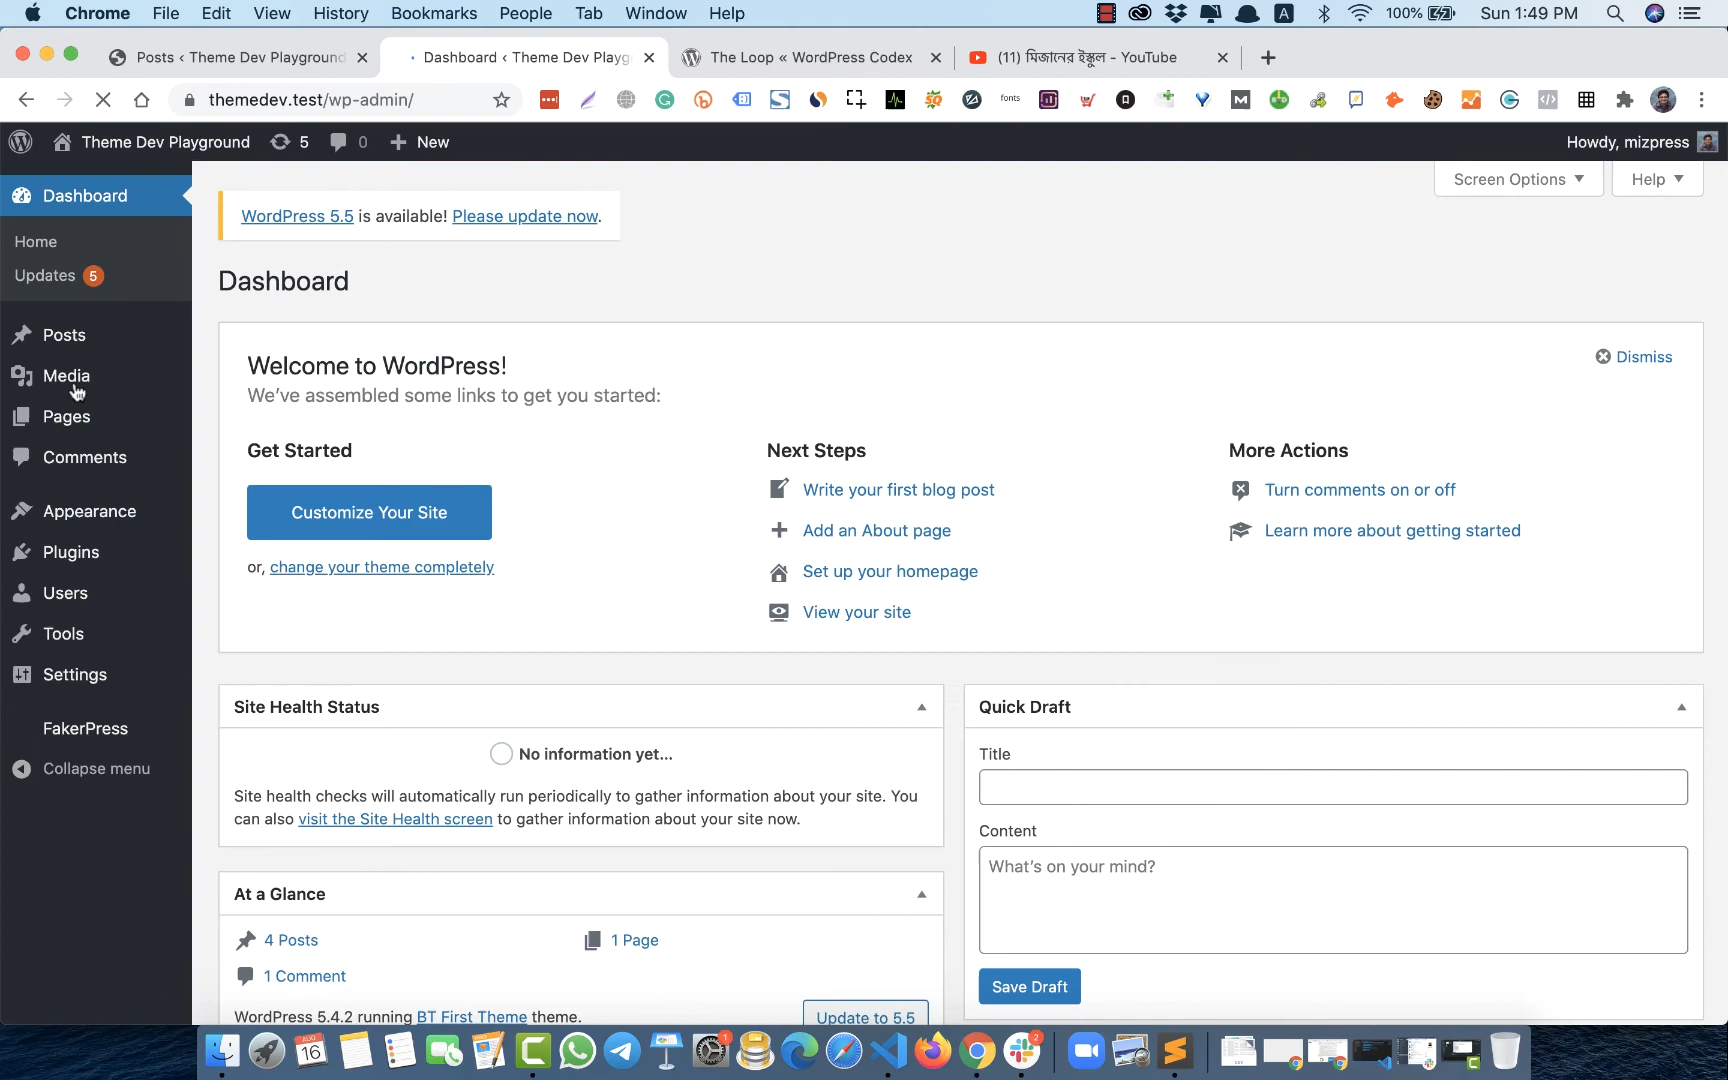 Chrome File Edit View History Bookmarks People Tab Window Help 100% Sun 1:49 PM
Posts ‹ Theme Dev Playground Dashboard ‹ Theme Dev Playg The Loop « WordPress Codex (11) মিজানের ইস্কুল - YouTube
themedev.test/wp-admin/ fonts
Theme Dev Playground 5 0 New Howdy, mizpress
Dashboard
Home
Updates 5
Posts
Media
Pages
Comments
Appearance
Plugins
Users
Tools
Settings
FakerPress
Collapse menu
Screen Options Help
WordPress 5.5 is available! Please update now.
Dashboard
Welcome to WordPress!
We've assembled some links to get you started:
Dismiss
Get Started
Customize Your Site
or, change your theme completely
Next Steps
Write your first blog post
Add an About page
Set up your homepage
View your site
More Actions
Turn comments on or off
Learn more about getting started
Site Health Status
No information yet...
Site health checks will automatically run periodically to gather information about your site. You
can also visit the Site Health screen to gather information about your site now.
At a Glance
4 Posts 1 Page
1 Comment
WordPress 5.4.2 running BT First Theme theme.
Update to 5.5
Quick Draft
Title
Content
What's on your mind?
Save Draft
AUG
16
1
2